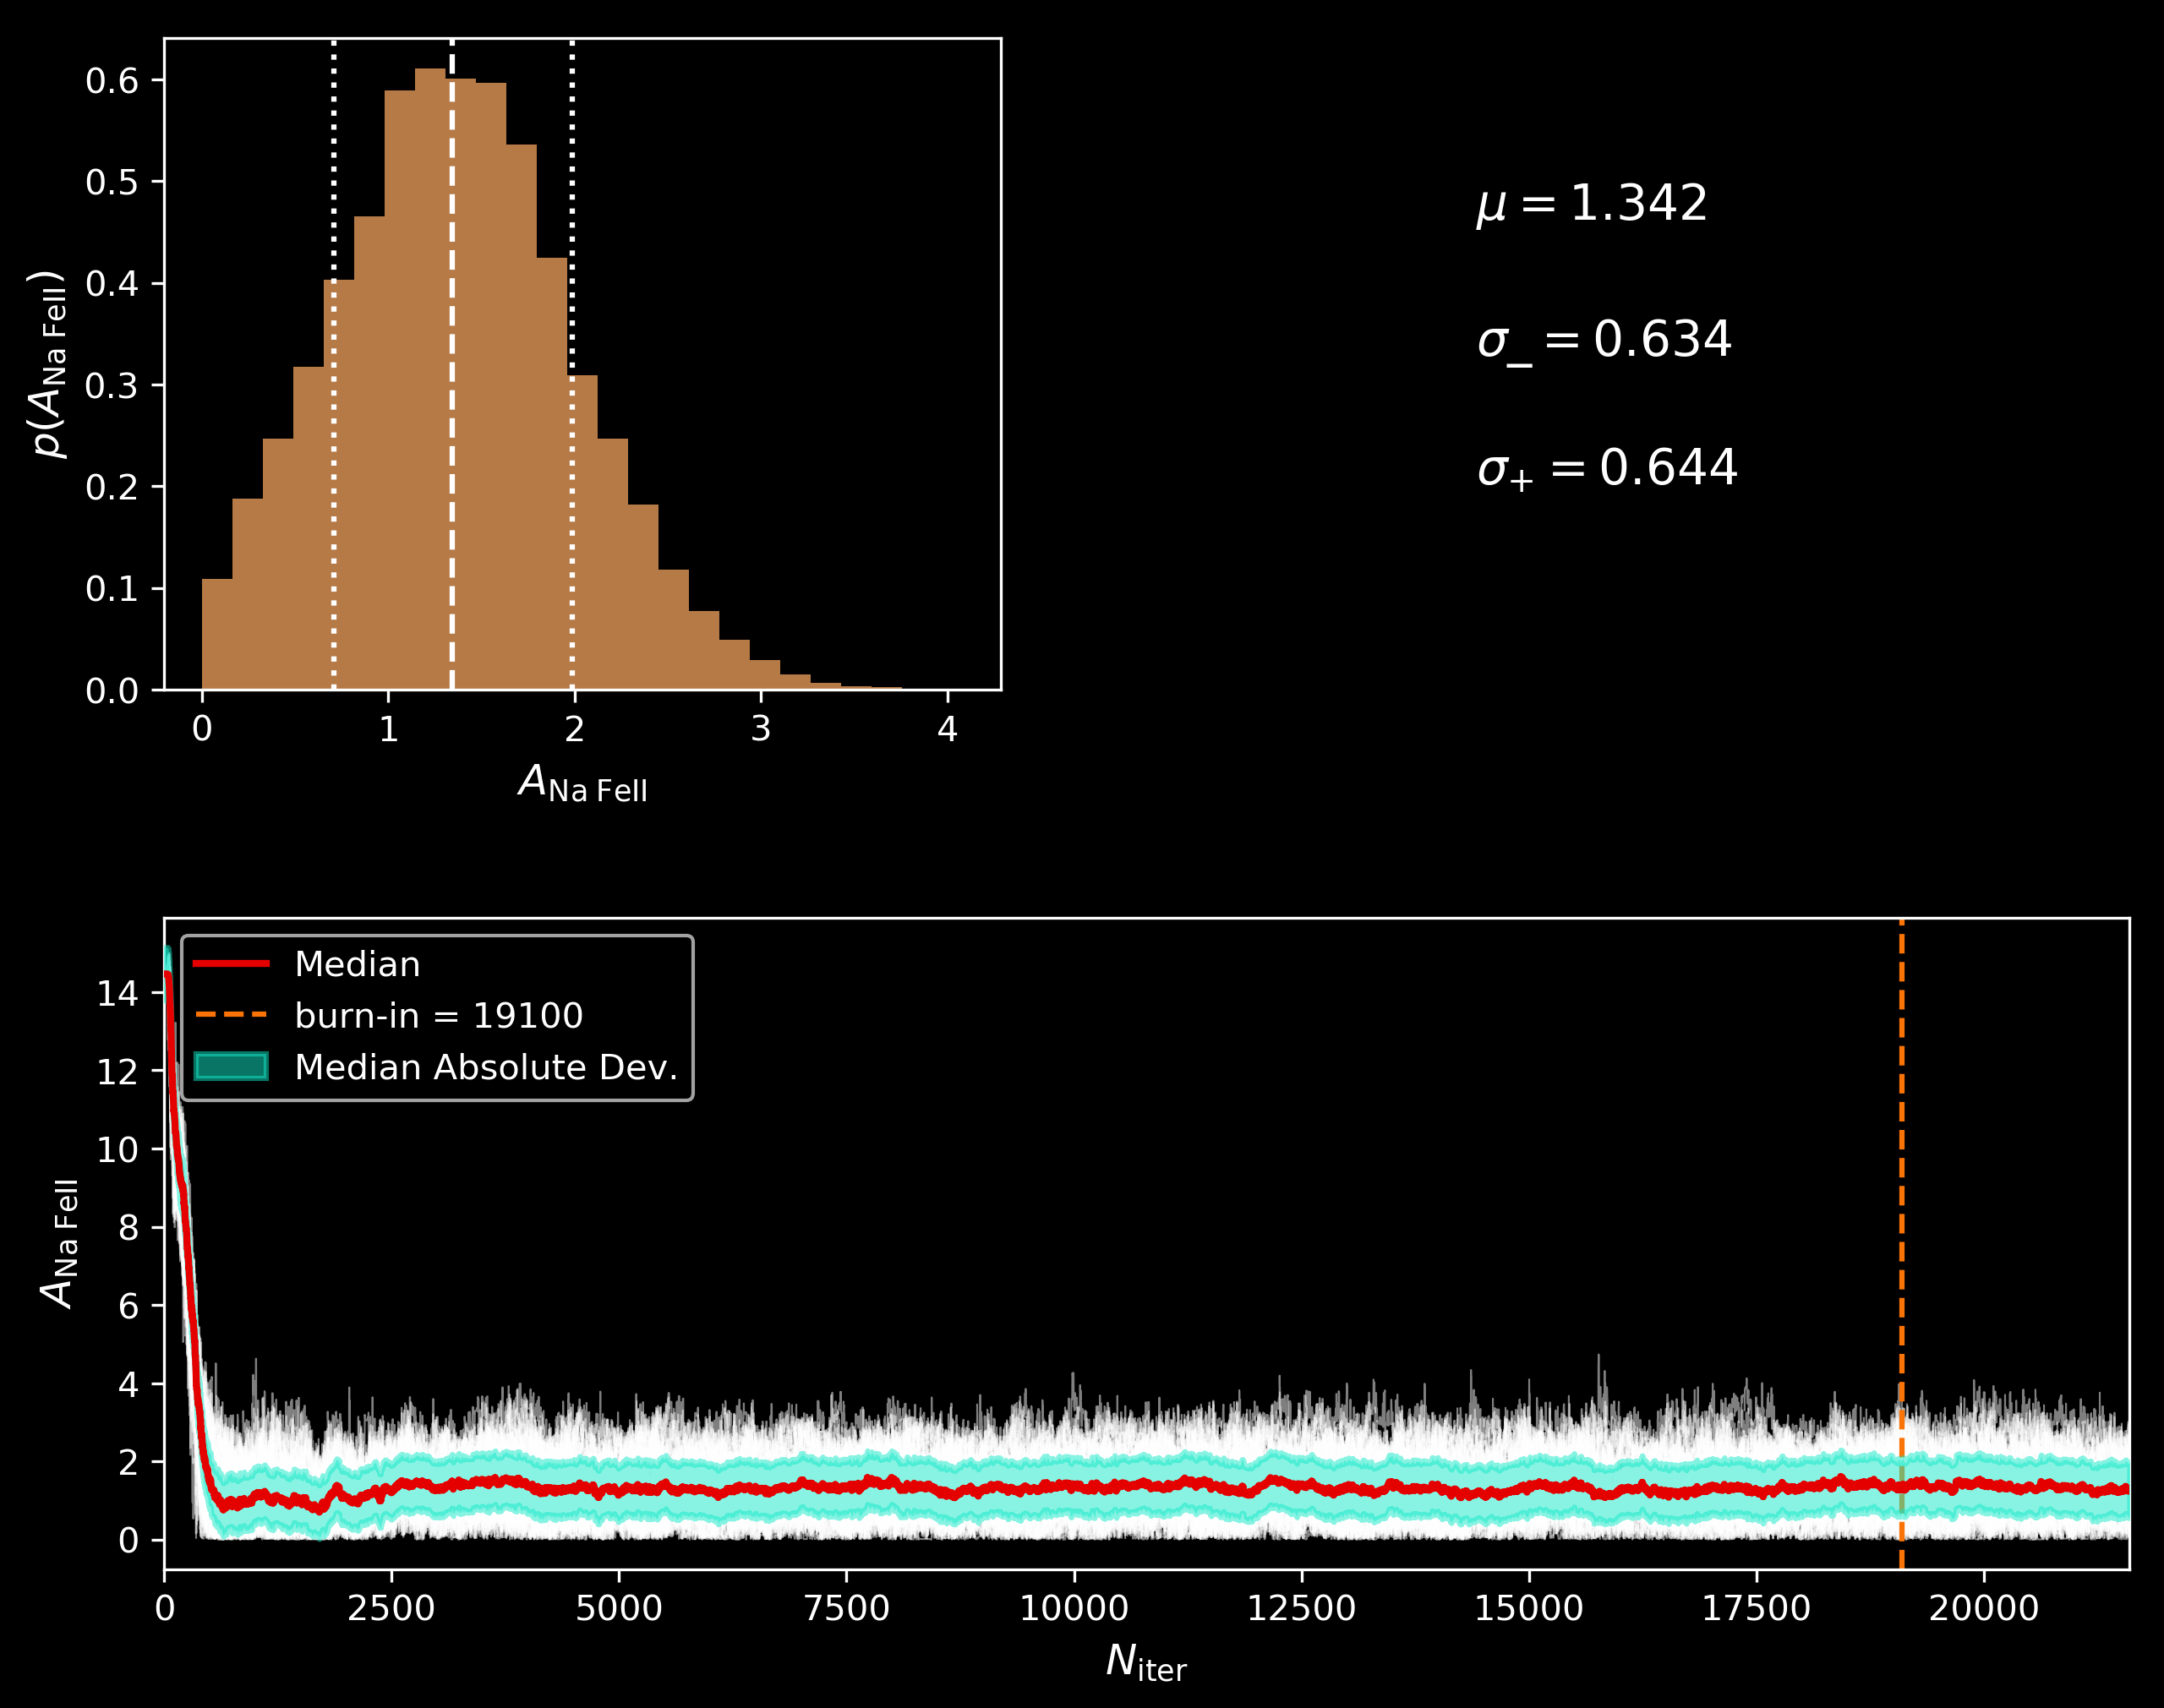 0.6
0.5
0.4
0.3
0.2
0.1
0.0
p(A_Na FeII)
0 1 2 3 4
A_Na FeII
μ = 1.342
σ_− = 0.634
σ_+ = 0.644
Median
burn-in = 19100
Median Absolute Dev.
14
12
10
8
6
4
2
0
A_Na FeII
0 2500 5000 7500 10000 12500 15000 17500 20000
N_iter